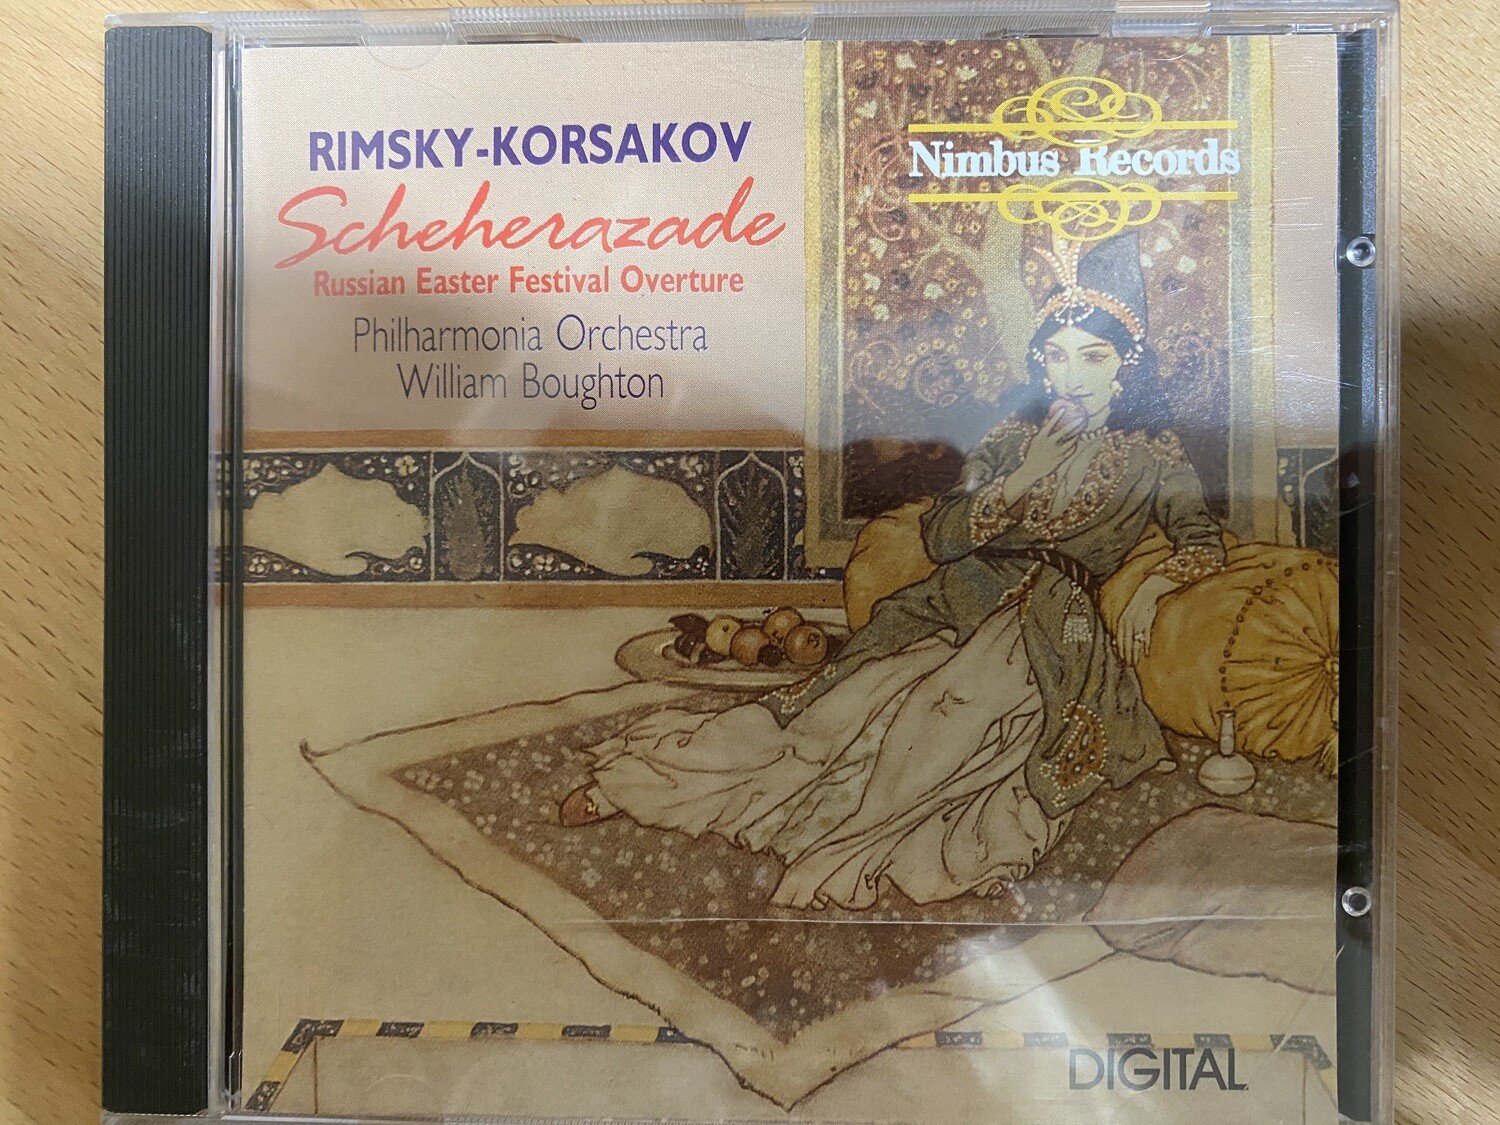 RIMSKY-KORSAKOV
Scheherazade
Russian Easter Festival Overture
Philharmonia Orchestra
William Boughton
Nimbus Records
DIGITAL